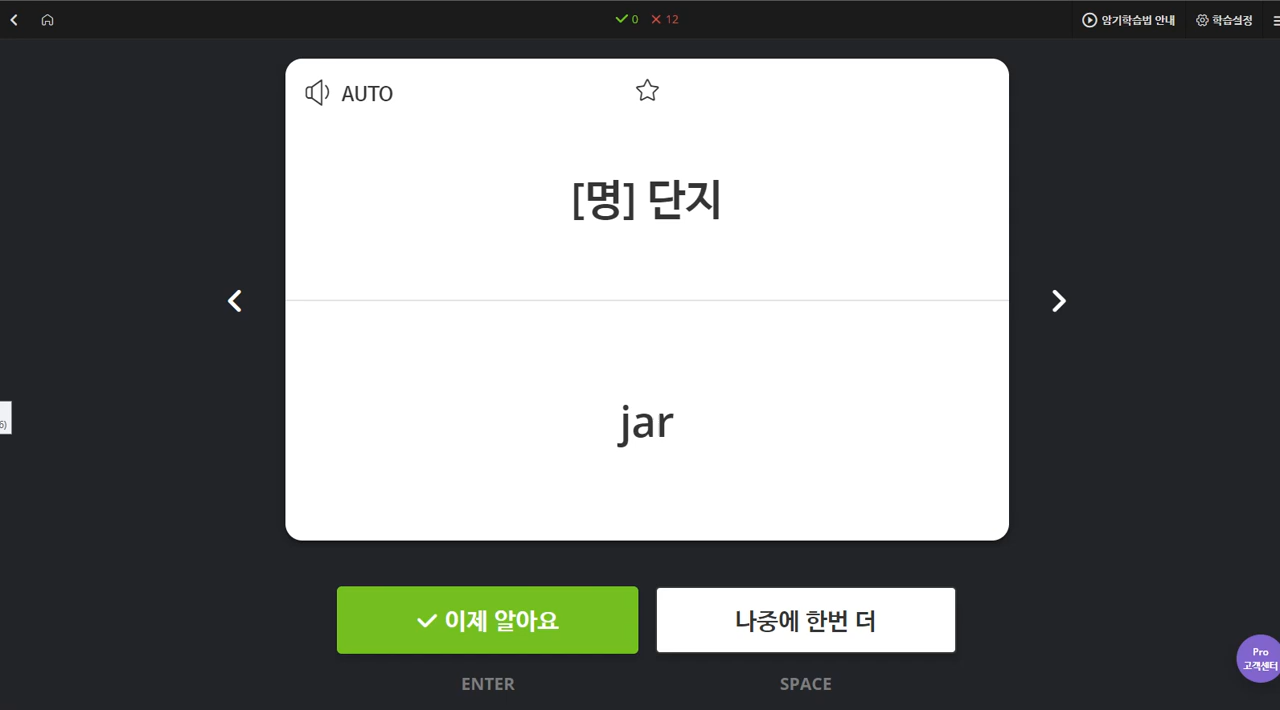 0 12
암기학습법 안내
학습설정
AUTO
[명] 단지
jar
6)
이제 알아요
나중에 한번 더
ENTER
SPACE
Pro
고객센터